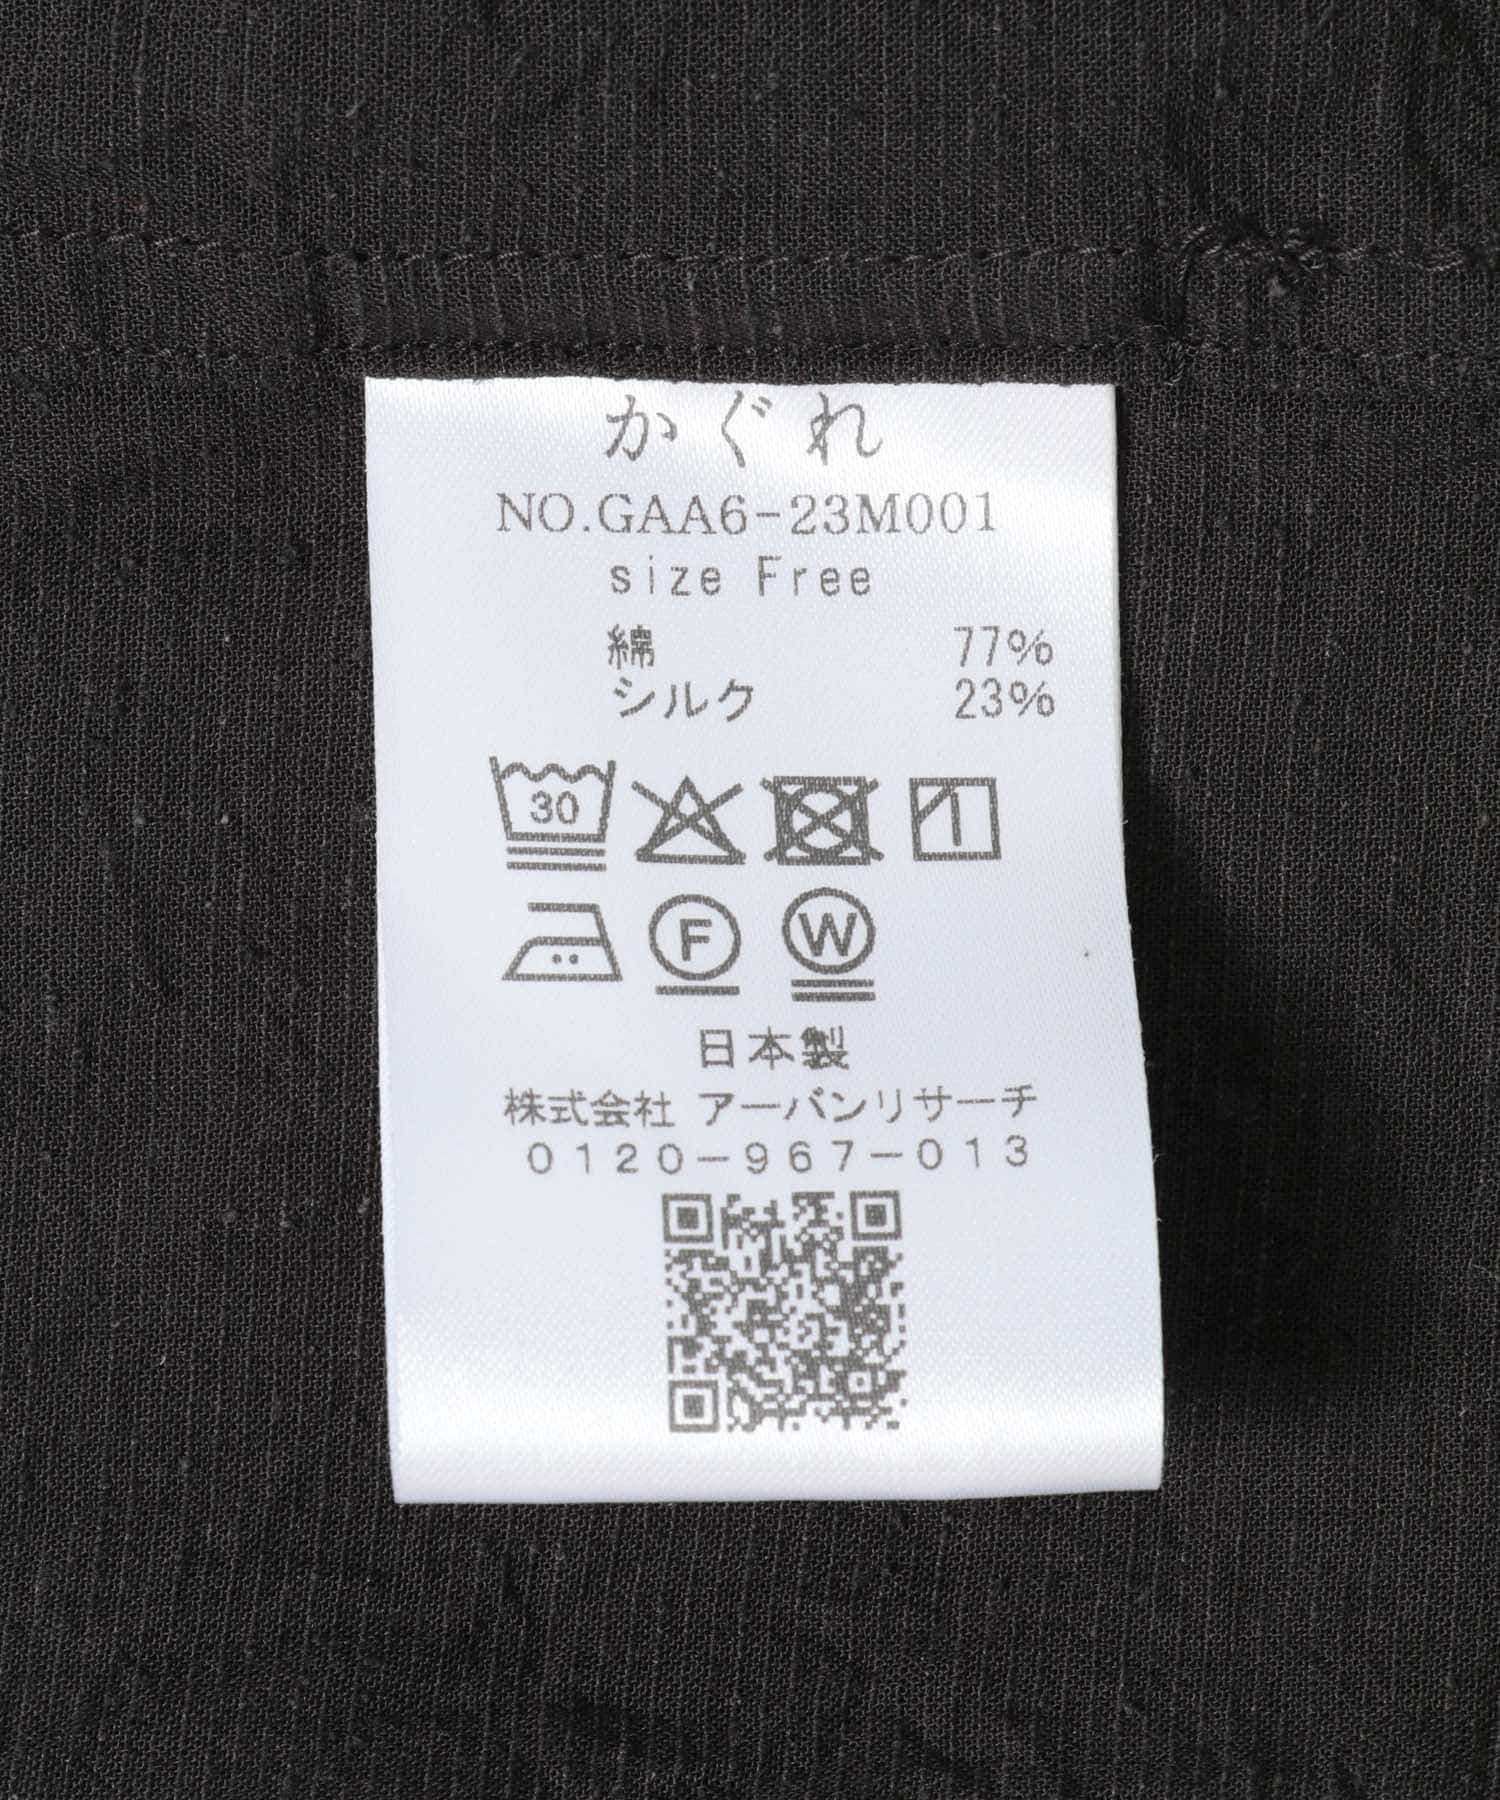 かぐれ
NO.GAA6-23M001
size Free
綿 77%
シルク 23%
30
1
F
W
日本製
株式会社 アーバンリサーチ
0120-967-013